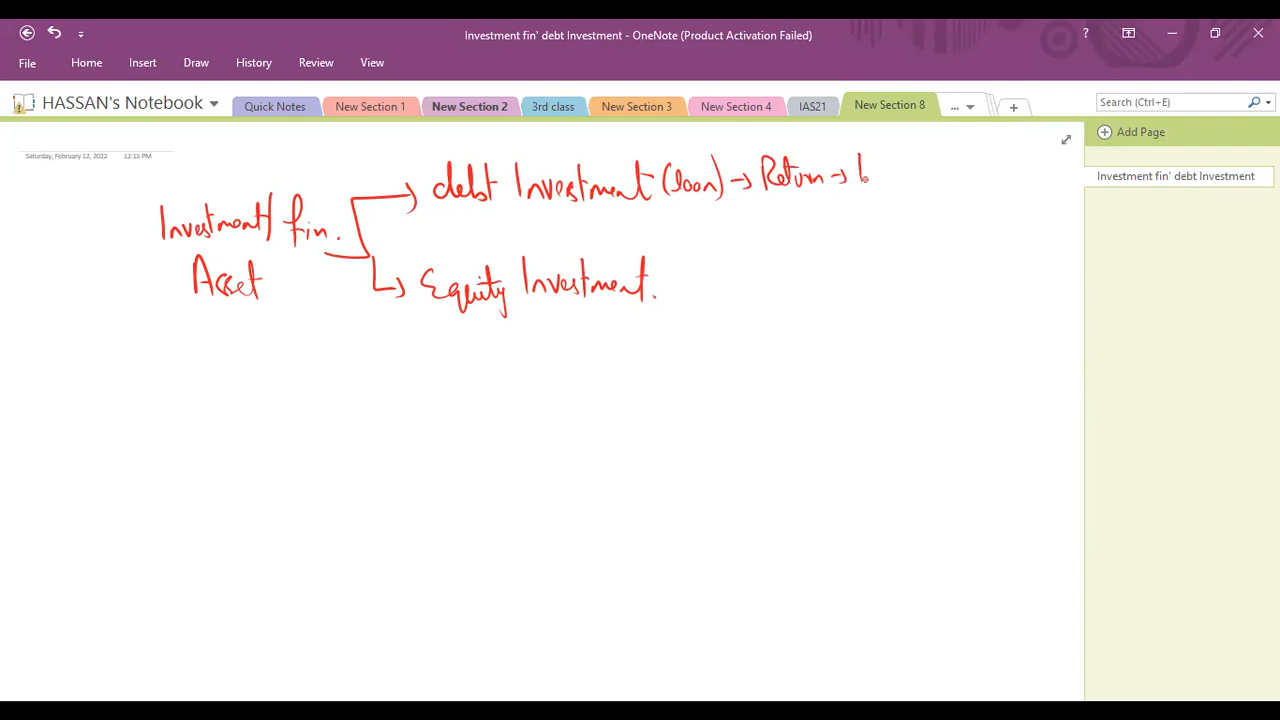 Investment fin' debt Investment - OneNote (Product Activation Failed)
?
File Home Insert Draw History Review View
HASSAN's Notebook
Quick Notes New Section 1 New Section 2 3rd class New Section 3 New Section 4 IAS21 New Section 8 ...
Search (Ctrl+E)
Add Page
Investment fin' debt Investment
Saturday, February 12, 2022 12:15 PM
debt Investment (loan) → Return →
Investment/ fin.
Asset
Equity Investment.